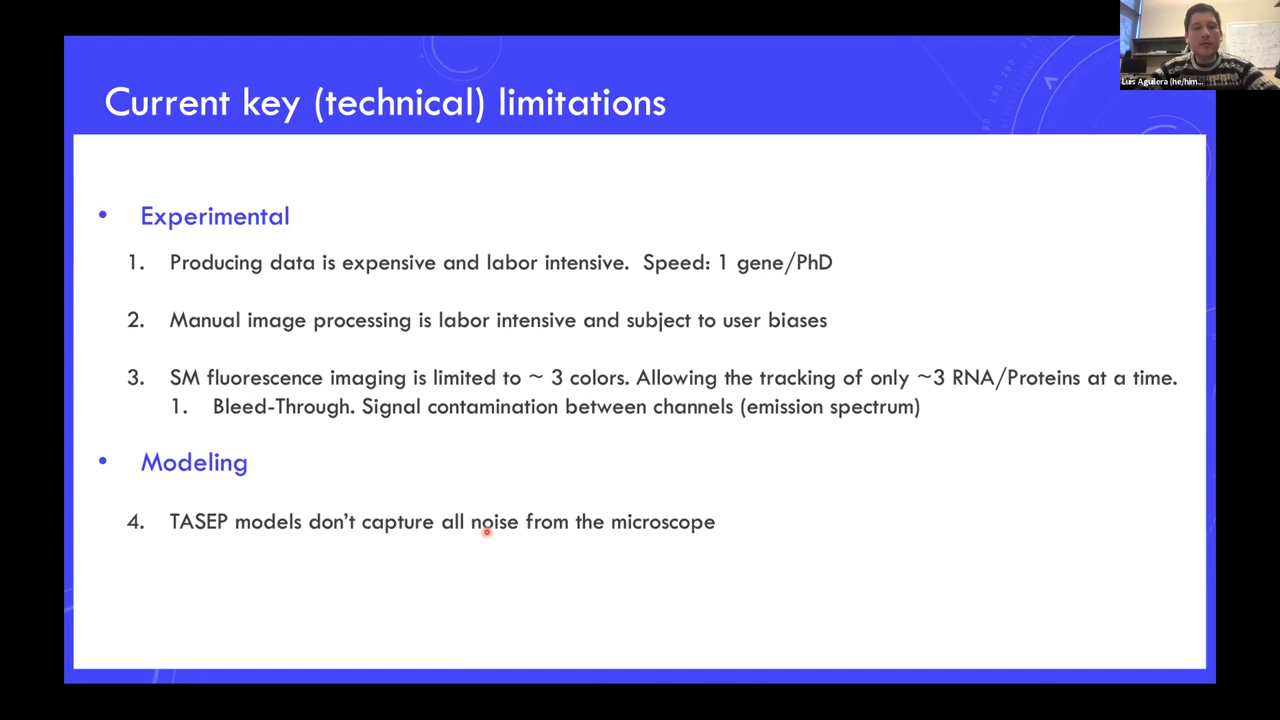 Current key (technical) limitations
Luis Aguilera (he/him...
• Experimental
1. Producing data is expensive and labor intensive. Speed: 1 gene/PhD
2. Manual image processing is labor intensive and subject to user biases
3. SM fluorescence imaging is limited to ~ 3 colors. Allowing the tracking of only ~3 RNA/Proteins at a time.
1. Bleed-Through. Signal contamination between channels (emission spectrum)
• Modeling
4. TASEP models don't capture all noise from the microscope